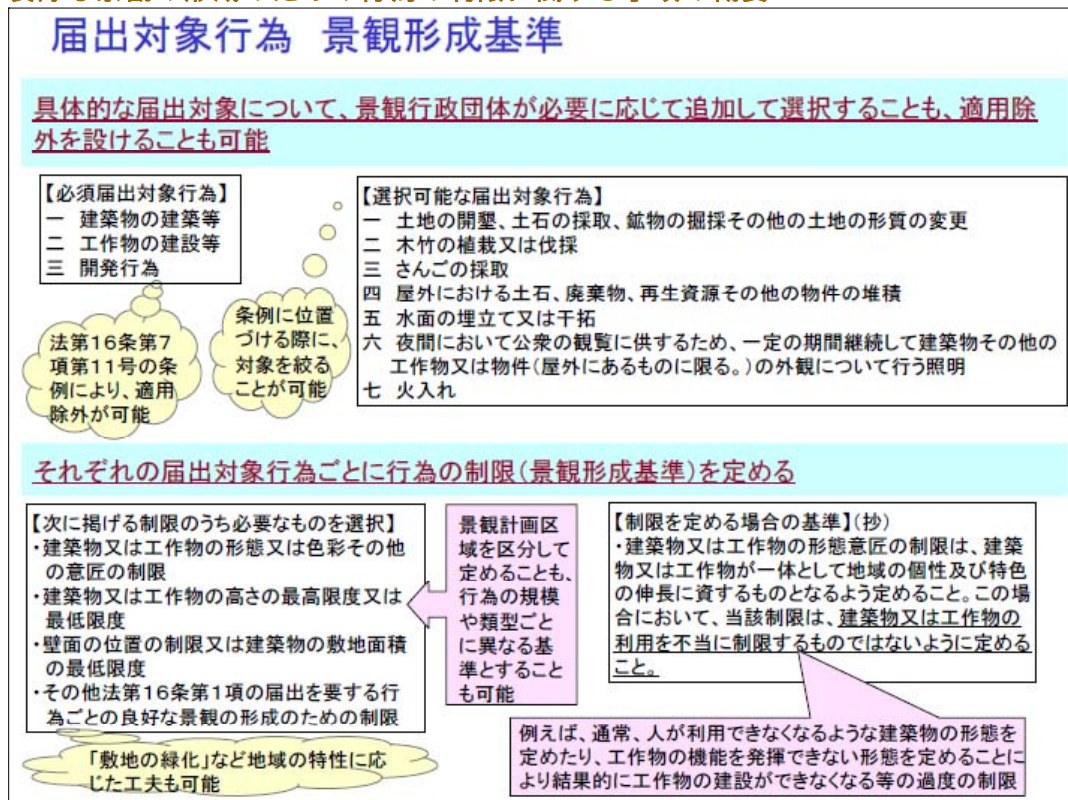 届出対象行為 景観形成基準
具体的な届出対象について、景観行政団体が必要に応じて追加して選択することも、適用除
外を設けることも可能
【必須届出対象行為】
一 建築物の建築等
二 工作物の建設等
三 開発行為
法第16条第7
項第11号の条
例により、適用
除外が可能
条例に位置
づける際に、
対象を絞る
ことが可能
【選択可能な届出対象行為】
一 土地の開墾、土石の採取、鉱物の掘採その他の土地の形質の変更
二 木竹の植栽又は伐採
三 さんごの採取
四 屋外における土石、廃棄物、再生資源その他の物件の堆積
五 水面の埋立て又は干拓
六 夜間において公衆の観覧に供するため、一定の期間継続して建築物その他の
工作物又は物件(屋外にあるものに限る。)の外観について行う照明
七 火入れ
それぞれの届出対象行為ごとに行為の制限(景観形成基準)を定める
【次に掲げる制限のうち必要なものを選択】
・建築物又は工作物の形態又は色彩その他
の意匠の制限
・建築物又は工作物の高さの最高限度又は
最低限度
・壁面の位置の制限又は建築物の敷地面積
の最低限度
・その他法第16条第1項の届出を要する行
為ごとの良好な景観の形成のための制限
「敷地の緑化」など地域の特性に応
じた工夫も可能
景観計画区
域を区分して
定めることも、
行為の規模
や類型ごと
に異なる基
準とすること
も可能
【制限を定める場合の基準】(抄)
・建築物又は工作物の形態意匠の制限は、建築
物又は工作物が一体として地域の個性及び特色
の伸長に資するものとなるよう定めること。この場
合において、当該制限は、建築物又は工作物の
利用を不当に制限するものではないように定める
こと。
例えば、通常、人が利用できなくなるような建築物の形態を
定めたり、工作物の機能を発揮できない形態を定めることに
より結果的に工作物の建設ができなくなる等の過度の制限